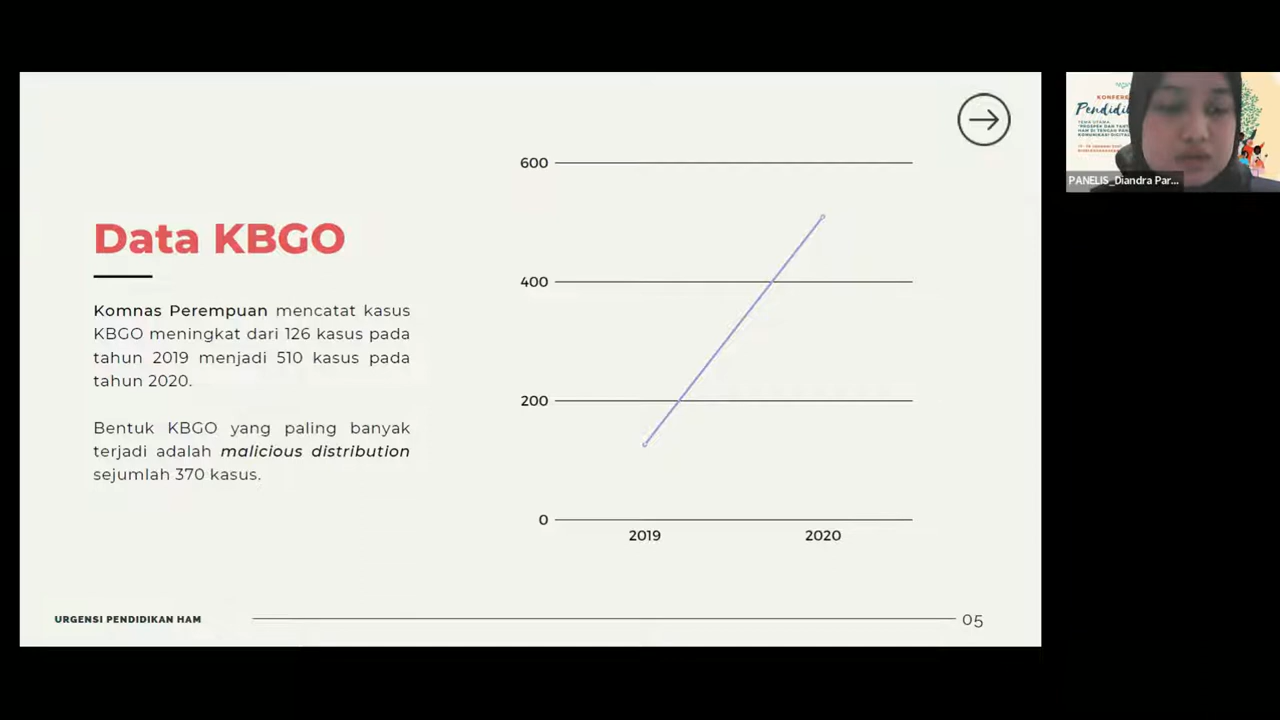 600
400
200
0
2019
2020
Data KBGO
Komnas Perempuan mencatat kasus
KBGO meningkat dari 126 kasus pada
tahun 2019 menjadi 510 kasus pada
tahun 2020.
Bentuk KBGO yang paling banyak
terjadi adalah malicious distribution
sejumlah 370 kasus.
URGENSI PENDIDIKAN HAM
05
PANELIS_Diandra Par...